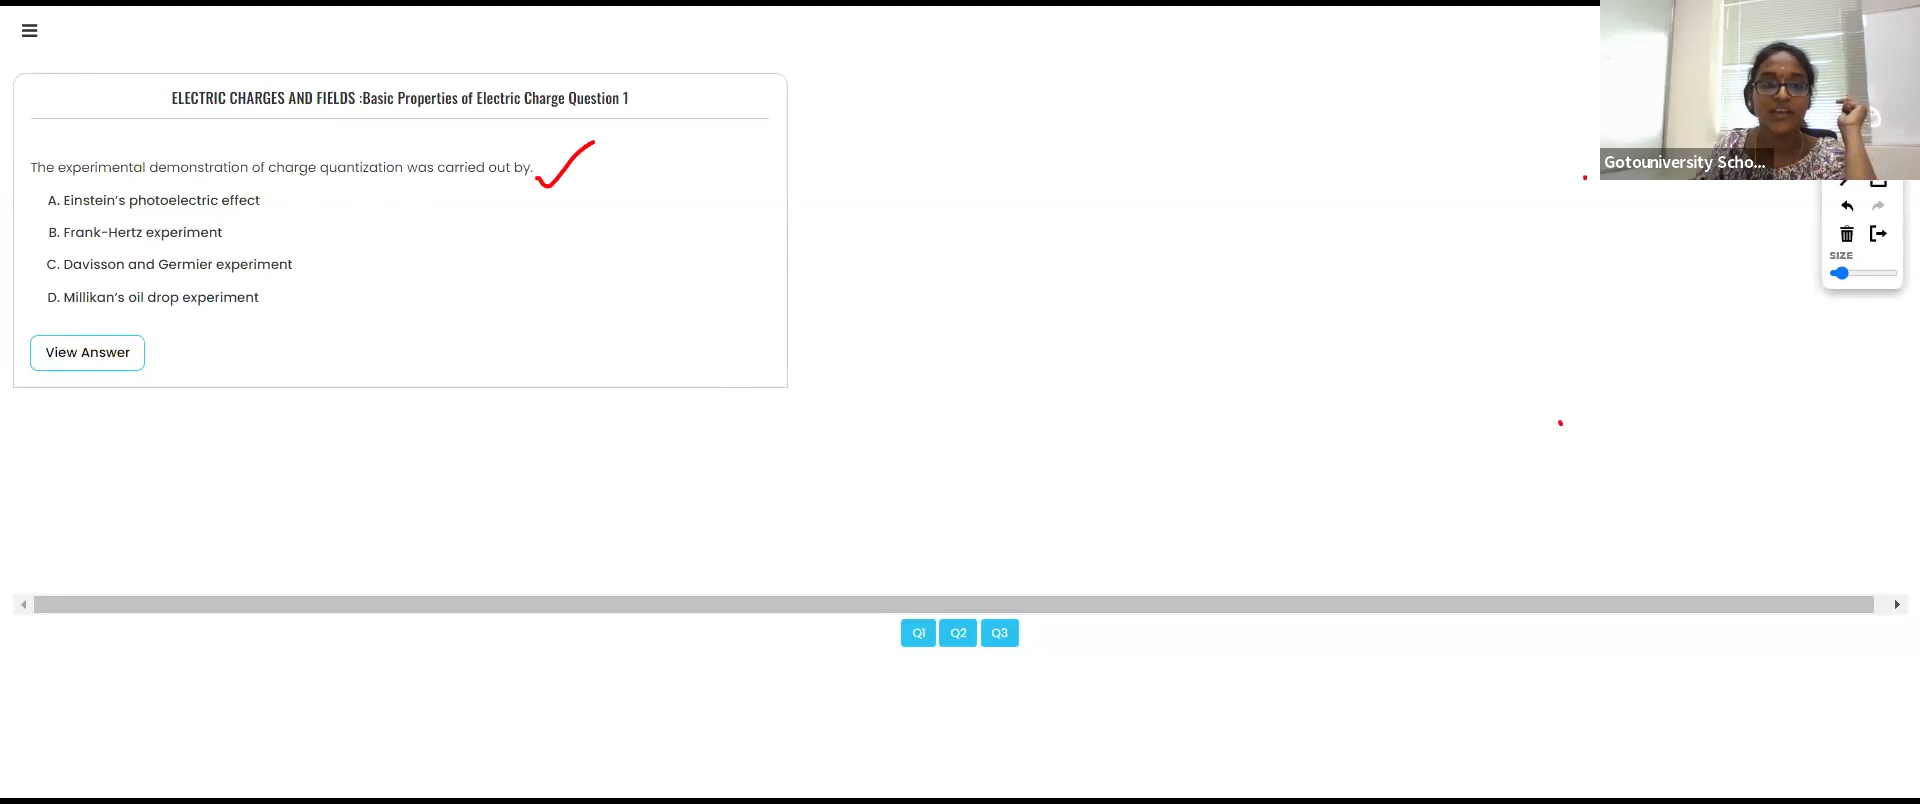 ELECTRIC CHARGES AND FIELDS :Basic Properties of Electric Charge Question 1
The experimental demonstration of charge quantization was carried out by.
A. Einstein's photoelectric effect
B. Frank-Hertz experiment
C. Davisson and Germier experiment
D. Millikan's oil drop experiment
View Answer
Gotouniversity Scho...
SIZE
Q1 Q2 Q3